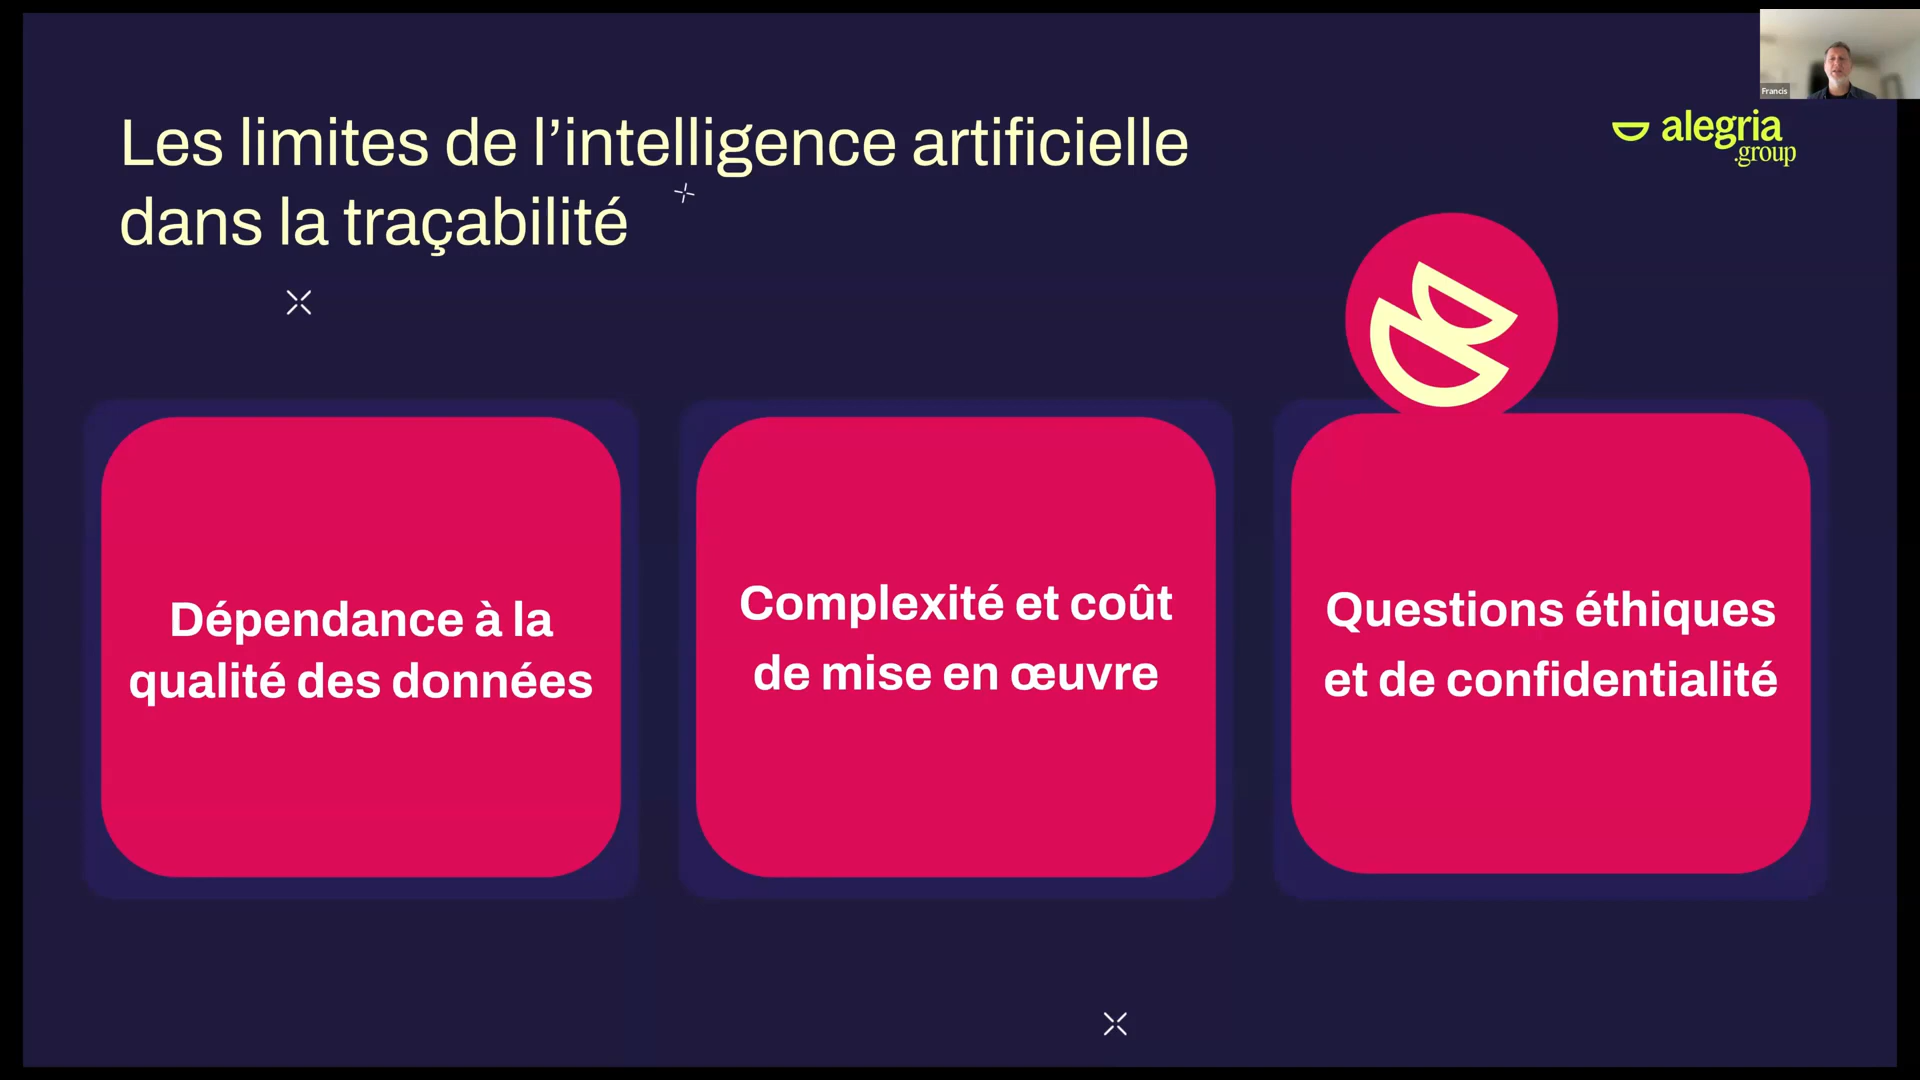 Francis
alegria
.group
Les limites de l’intelligence artificielle
dans la traçabilité
Dépendance à la
qualité des données
Complexité et coût
de mise en œuvre
Questions éthiques
et de confidentialité